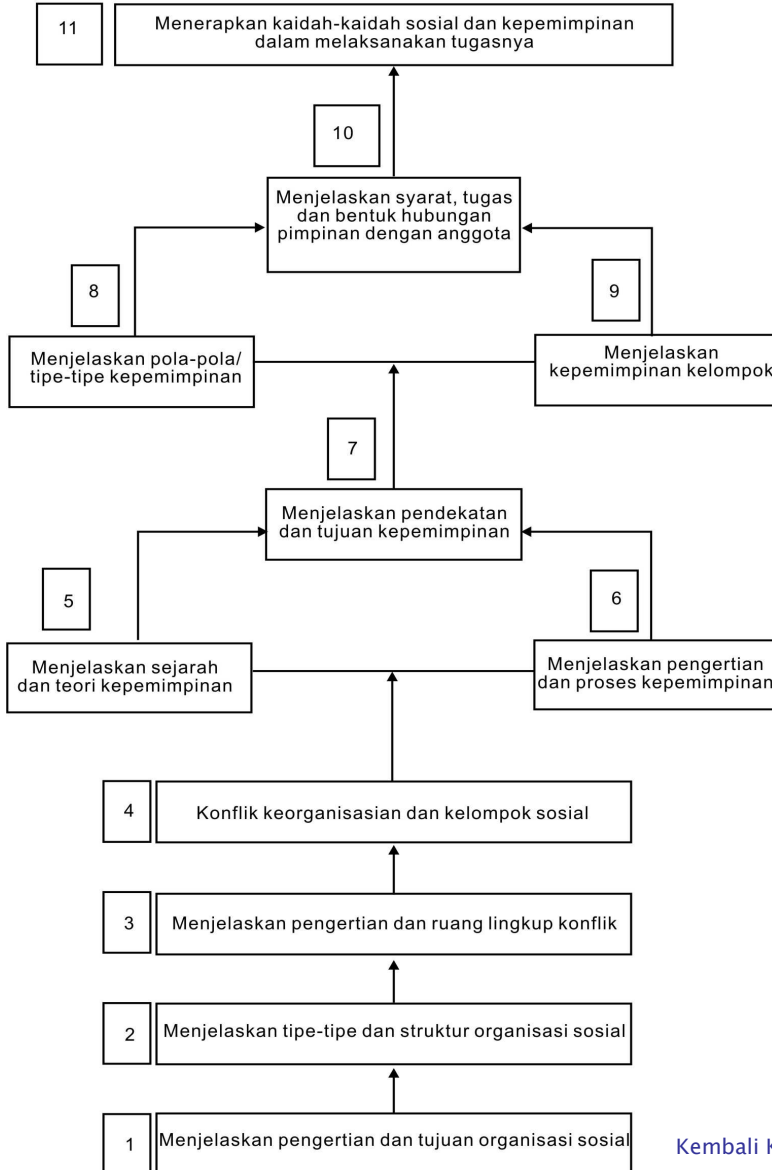 11
Menerapkan kaidah-kaidah sosial dan kepemimpinan
dalam melaksanakan tugasnya
10
Menjelaskan syarat, tugas
dan bentuk hubungan
pimpinan dengan anggota
8
9
Menjelaskan pola-pola/
tipe-tipe kepemimpinan
Menjelaskan
kepemimpinan kelompok
7
Menjelaskan pendekatan
dan tujuan kepemimpinan
5
6
Menjelaskan sejarah
dan teori kepemimpinan
Menjelaskan pengertian
dan proses kepemimpinan
4
Konflik keorganisasian dan kelompok sosial
3
Menjelaskan pengertian dan ruang lingkup konflik
2
Menjelaskan tipe-tipe dan struktur organisasi sosial
1
Menjelaskan pengertian dan tujuan organisasi sosial
Kembali K